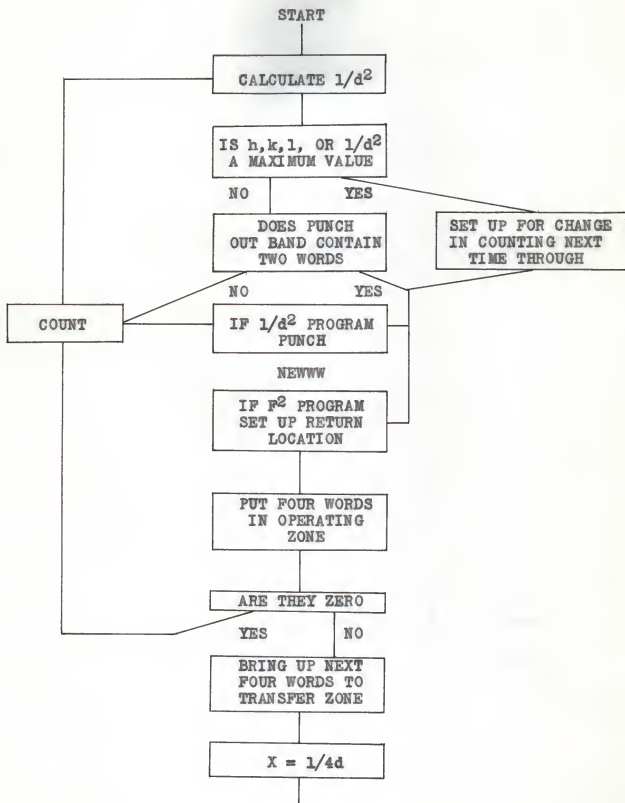 START
CALCULATE 1/d²
IS h,k,l, OR 1/d²
A MAXIMUM VALUE
NO YES
DOES PUNCH
OUT BAND CONTAIN
TWO WORDS
SET UP FOR CHANGE
IN COUNTING NEXT
TIME THROUGH
NO YES
COUNT
IF 1/d² PROGRAM
PUNCH
NEWWW
IF F² PROGRAM
SET UP RETURN
LOCATION
PUT FOUR WORDS
IN OPERATING
ZONE
ARE THEY ZERO
YES NO
BRING UP NEXT
FOUR WORDS TO
TRANSFER ZONE
X = 1/4d